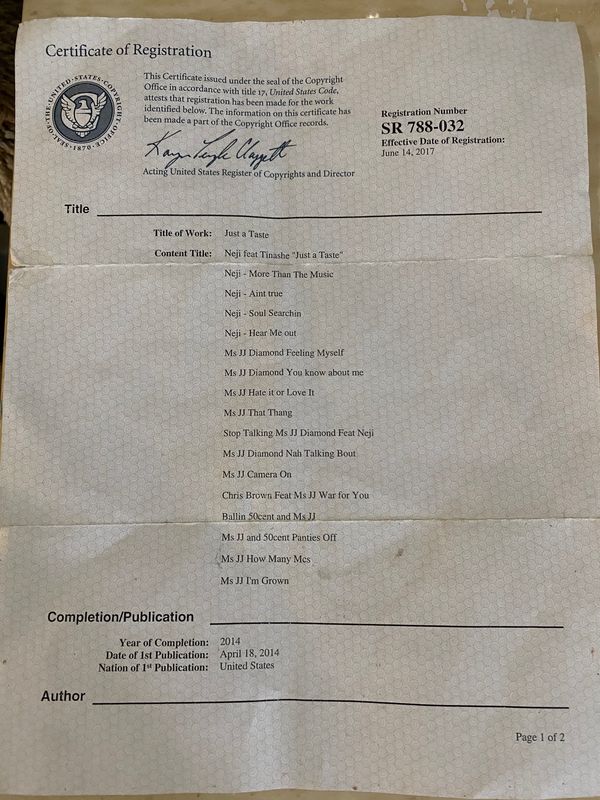 Certificate of Registration
SEAL OF THE UNITED STATES COPYRIGHT OFFICE
1870
This Certificate issued under the seal of the Copyright
Office in accordance with title 17, United States Code,
attests that registration has been made for the work
identified below. The information on this certificate has
been made a part of the Copyright Office records.
Acting United States Register of Copyrights and Director
Registration Number
SR 788-032
Effective Date of Registration:
June 14, 2017
Title
Title of Work: Just a Taste
Content Title: Neji feat Tinashe "Just a Taste"
Neji - More Than The Music
Neji - Aint true
Neji - Soul Searchin
Neji - Hear Me out
Ms JJ Diamond Feeling Myself
Ms JJ Diamond You know about me
Ms JJ Hate it or Love It
Ms JJ That Thang
Stop Talking Ms JJ Diamond Feat Neji
Ms JJ Diamond Nah Talking Bout
Ms JJ Camera On
Chris Brown Feat Ms JJ War for You
Ballin 50cent and Ms JJ
Ms JJ and 50cent Panties Off
Ms JJ How Many Mcs
Ms JJ I'm Grown
Completion/Publication
Year of Completion: 2014
Date of 1st Publication: April 18, 2014
Nation of 1st Publication: United States
Author
Page 1 of 2